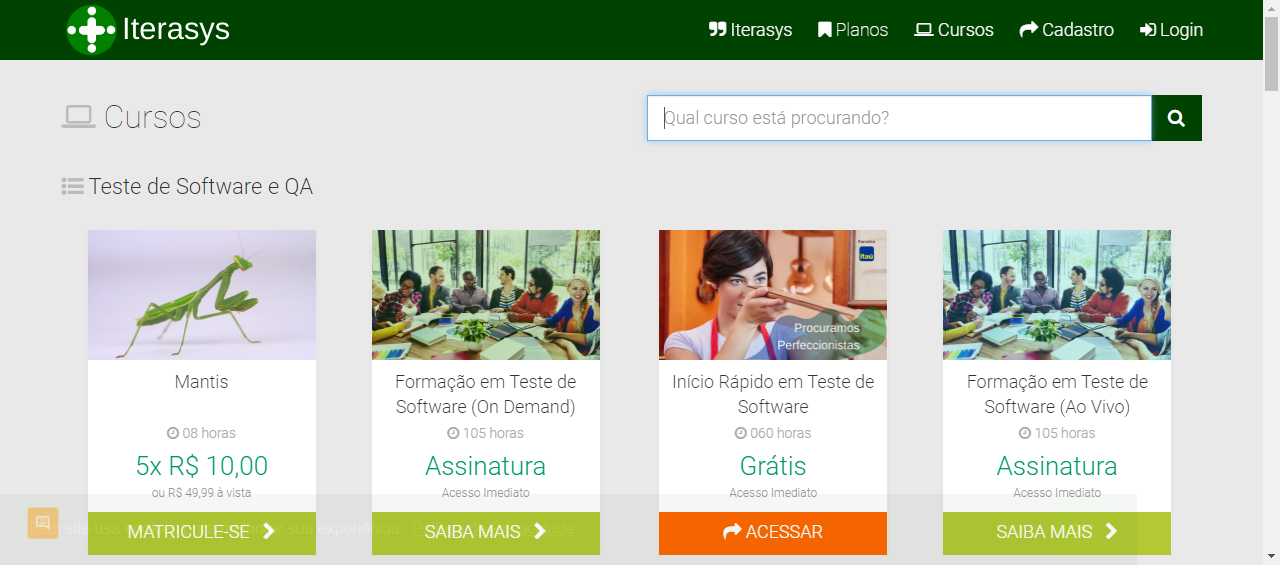 Iterasys
Iterasys Planos Cursos Cadastro Login
Cursos
Qual curso está procurando?
Teste de Software e QA
Parceiro
Itaú
Procuramos
Perfeccionistas
Mantis
08 horas
5x R$ 10,00
ou R$ 49,99 à vista
MATRICULE-SE
Formação em Teste de
Software (On Demand)
105 horas
Assinatura
Acesso Imediato
SAIBA MAIS
Início Rápido em Teste de
Software
060 horas
Grátis
Acesso Imediato
ACESSAR
Formação em Teste de
Software (Ao Vivo)
105 horas
Assinatura
Acesso Imediato
SAIBA MAIS
site usa sua experiência